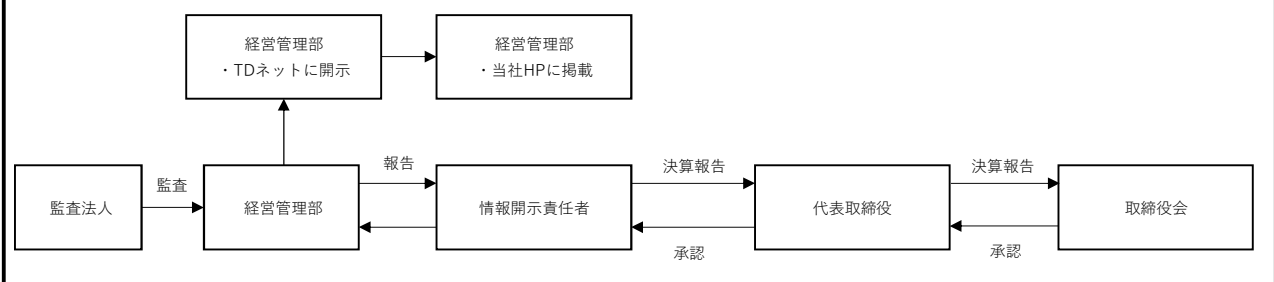 経営管理部
・TDネットに開示
経営管理部
・当社HPに掲載
監査法人
監査
経営管理部
報告
情報開示責任者
決算報告
承認
代表取締役
決算報告
承認
取締役会